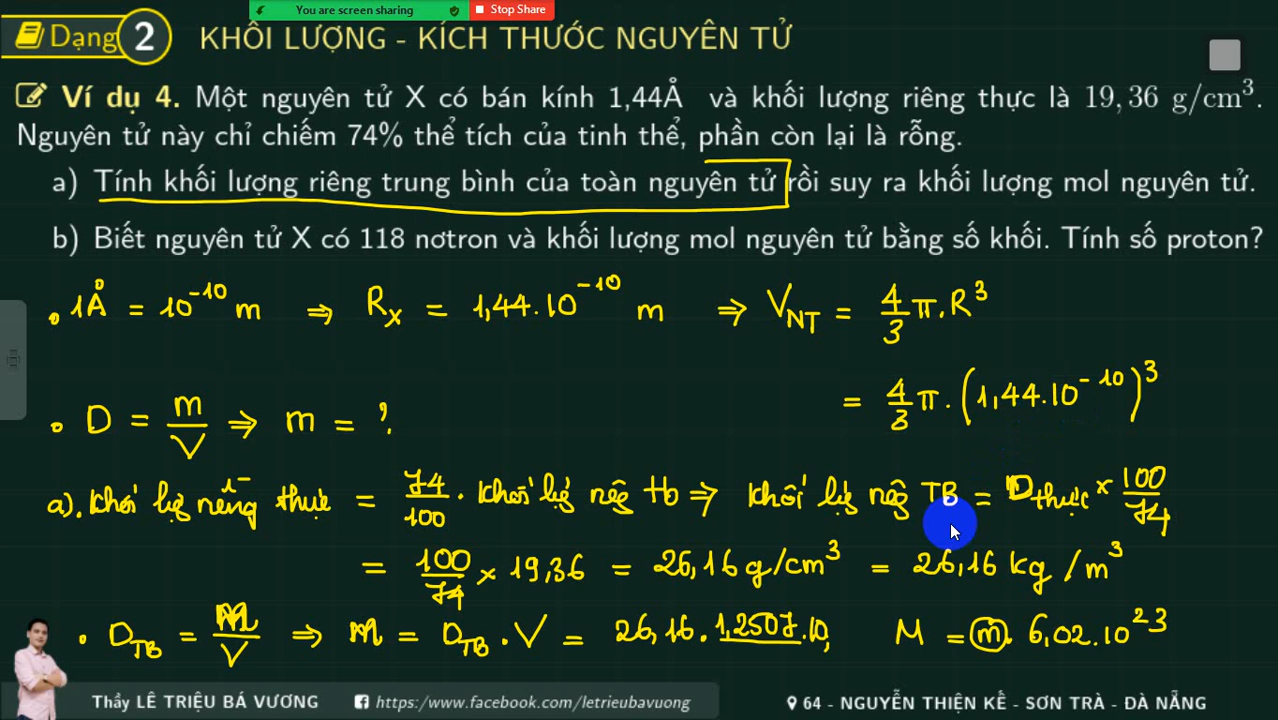 You are screen sharing Stop Share
Dạng 2 KHỐI LƯỢNG - KÍCH THƯỚC NGUYÊN TỬ
Ví dụ 4. Một nguyên tử X có bán kính 1,44Å và khối lượng riêng thực là 19,36 g/cm³.
Nguyên tử này chỉ chiếm 74% thể tích của tinh thể, phần còn lại là rỗng.
a) Tính khối lượng riêng trung bình của toàn nguyên tử rồi suy ra khối lượng mol nguyên tử.
b) Biết nguyên tử X có 118 nơtron và khối lượng mol nguyên tử bằng số khối. Tính số proton?
• 1Å = 10⁻¹⁰ m ⇒ R_X = 1,44.10⁻¹⁰ m ⇒ V_NT = 4/3 π.R³
= 4/3 π.(1,44.10⁻¹⁰)³
• D = m/V ⇒ m = ?
a). Khối lg riêng thực = 74/100 . Khối lg riêng tb ⇒ Khối lg riêng TB = D thực × 100/74
= 100/74 × 19,36 = 26,16 g/cm³ = 26,16 kg/m³
• D_TB = m/V ⇒ m = D_TB . V = 26,16. 1,2507.10, M = m. 6,02.10²³
Thầy LÊ TRIỆU BÁ VƯƠNG https://www.facebook.com/letrieubavuong 64 - NGUYỄN THIỆN KẾ - SƠN TRÀ - ĐÀ NẴNG